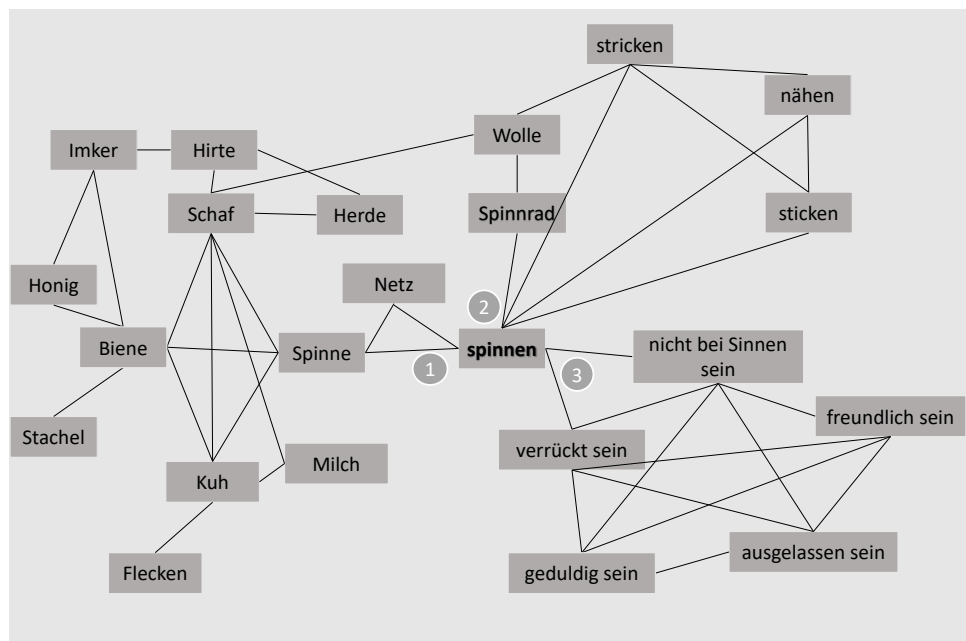 stricken
nähen
Wolle
Imker
Hirte
Schaf
Herde
Spinnrad
sticken
Honig
Netz
2
Biene
Spinne
spinnen
nicht bei Sinnen
sein
1
3
freundlich sein
Stachel
verrückt sein
Kuh
Milch
ausgelassen sein
Flecken
geduldig sein